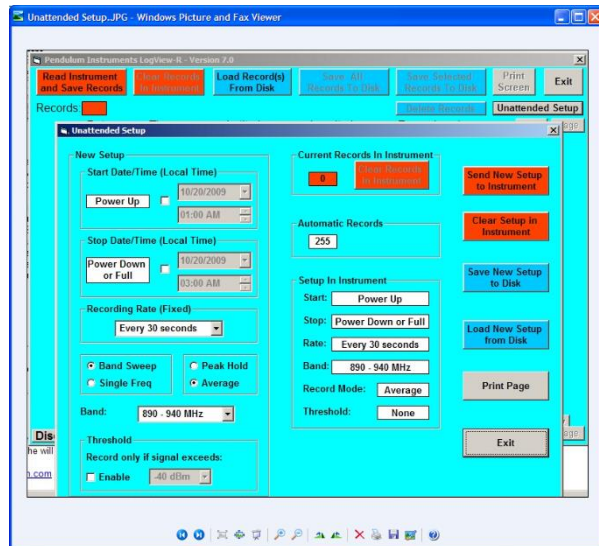 Unattended Setup.JPG - Windows Picture and Fax Viewer
Pendulum Instruments LogView-R - Version 7.0
Read Instrument
and Save Records
Clear Records
In Instrument
Load Record(s)
From Disk
Save All
Records To Disk
Save Selected
Records To Disk
Print
Screen
Exit
Records:
Delete Records
Unattended Setup
Unattended Setup
New Setup
Start Date/Time (Local Time)
Power Up
10/20/2009
01:00 AM
Stop Date/Time (Local Time)
Power Down
or Full
10/20/2009
03:00 AM
Recording Rate (Fixed)
Every 30 seconds
Band Sweep
Single Freq
Peak Hold
Average
Band: 890 - 940 MHz
Threshold
Record only if signal exceeds:
Enable -40 dBm
Current Records In Instrument
0
Clear Records
In Instrument
Automatic Records
255
Setup In Instrument
Start: Power Up
Stop: Power Down or Full
Rate: Every 30 seconds
Band: 890 - 940 MHz
Record Mode: Average
Threshold: None
Send New Setup
to Instrument
Clear Setup in
Instrument
Save New Setup
to Disk
Load New Setup
from Disk
Print Page
Exit
he will